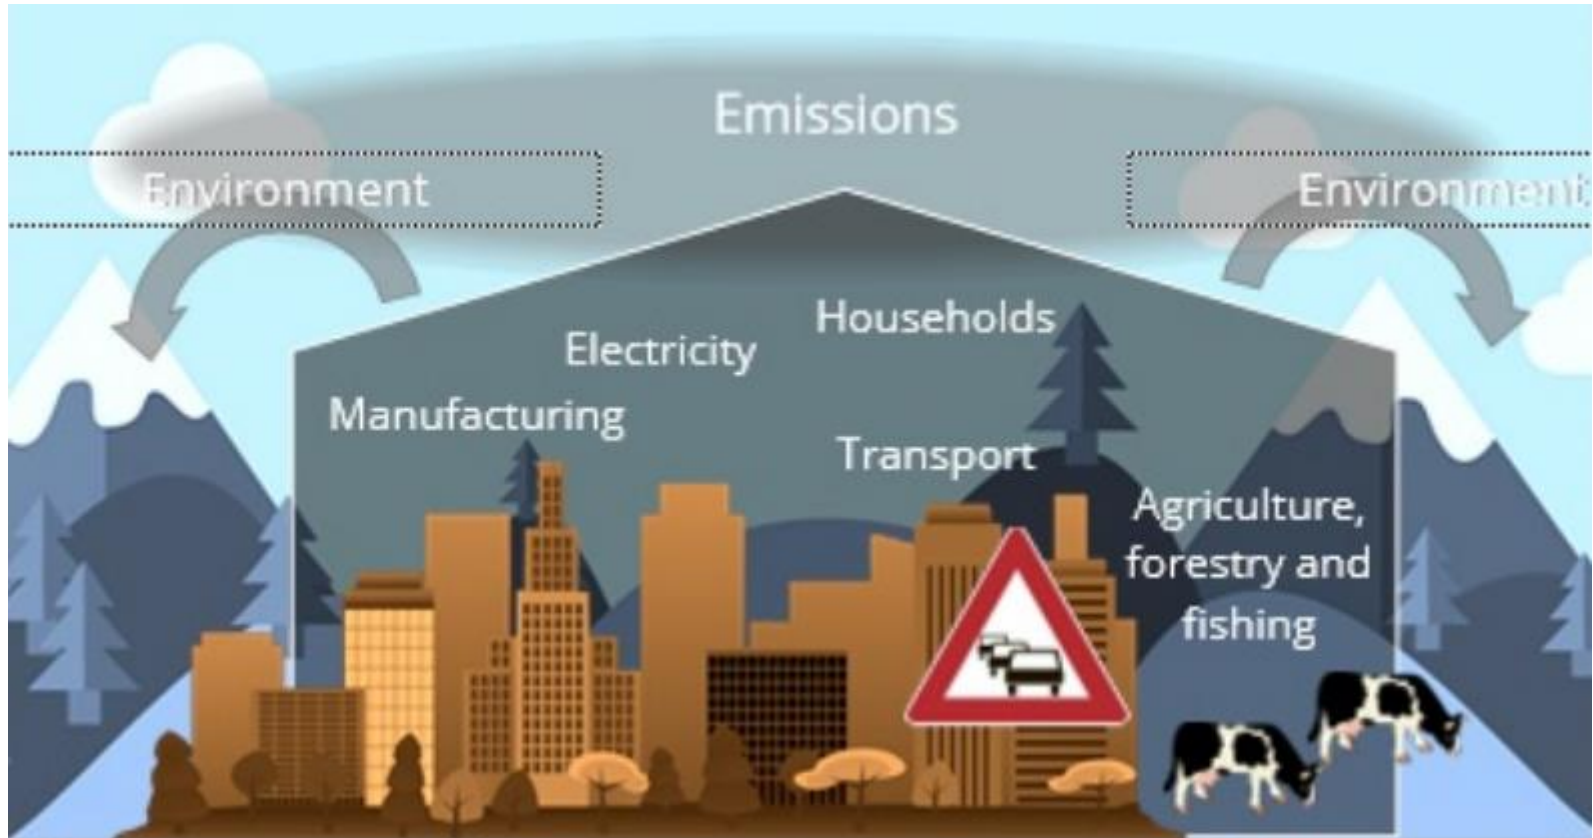 Emissions
Environment
Environment
Households
Electricity
Manufacturing
Transport
Agriculture,
forestry and
fishing